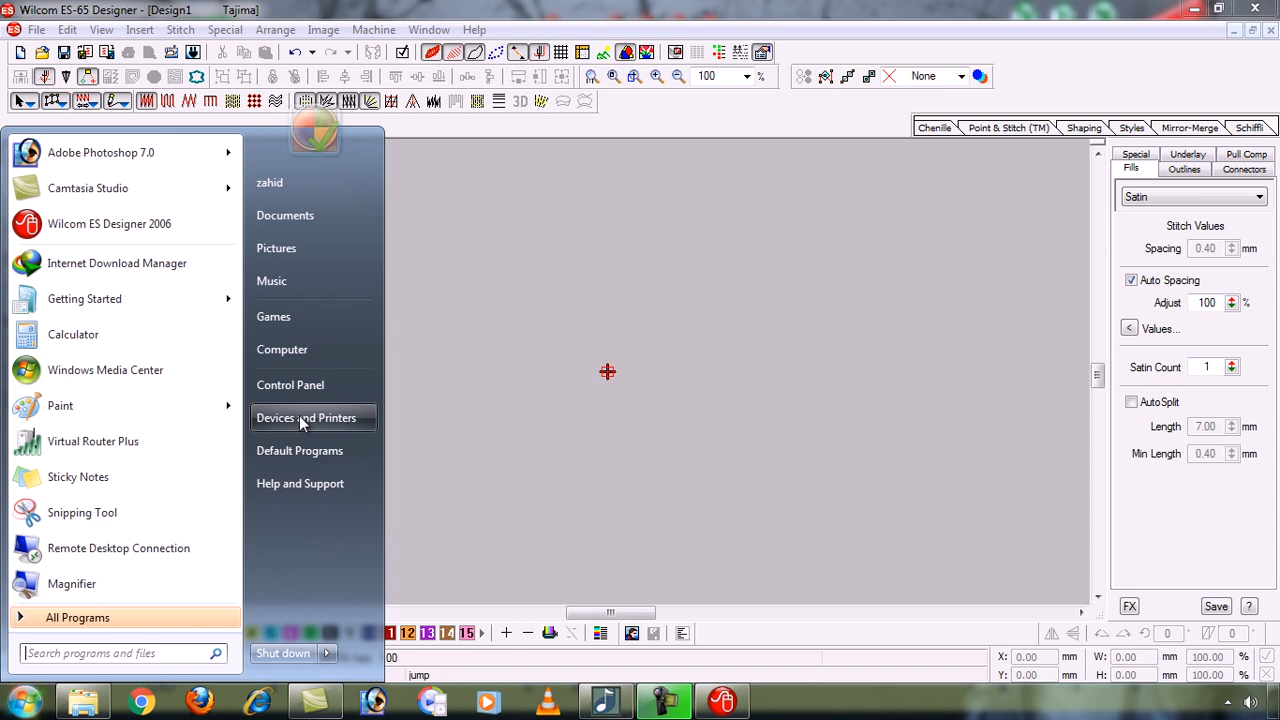 Wilcom ES-65 Designer - [Design1 Tajima]
File Edit View Insert Stitch Special Arrange Image Machine Window Help
100 %
None
3D
Chenille Point & Stitch (TM) Shaping Styles Mirror-Merge Schiffli
Special Underlay Pull Comp
Fills Outlines Connectors
Satin
Stitch Values
Spacing 0.40 mm
Auto Spacing
Adjust 100 %
< Values...
Satin Count 1
AutoSplit
Length 7.00 mm
Min Length 0.40 mm
FX Save ?
Adobe Photoshop 7.0
Camtasia Studio
Wilcom ES Designer 2006
Internet Download Manager
Getting Started
Calculator
Windows Media Center
Paint
Virtual Router Plus
Sticky Notes
Snipping Tool
Remote Desktop Connection
Magnifier
All Programs
Search programs and files
zahid
Documents
Pictures
Music
Games
Computer
Control Panel
Devices and Printers
Default Programs
Help and Support
Shut down
12 13 14 15
0 0
00
X: 0.00 mm W: 0.00 mm 100.00 %
jump
Y: 0.00 mm H: 0.00 mm 100.00 %